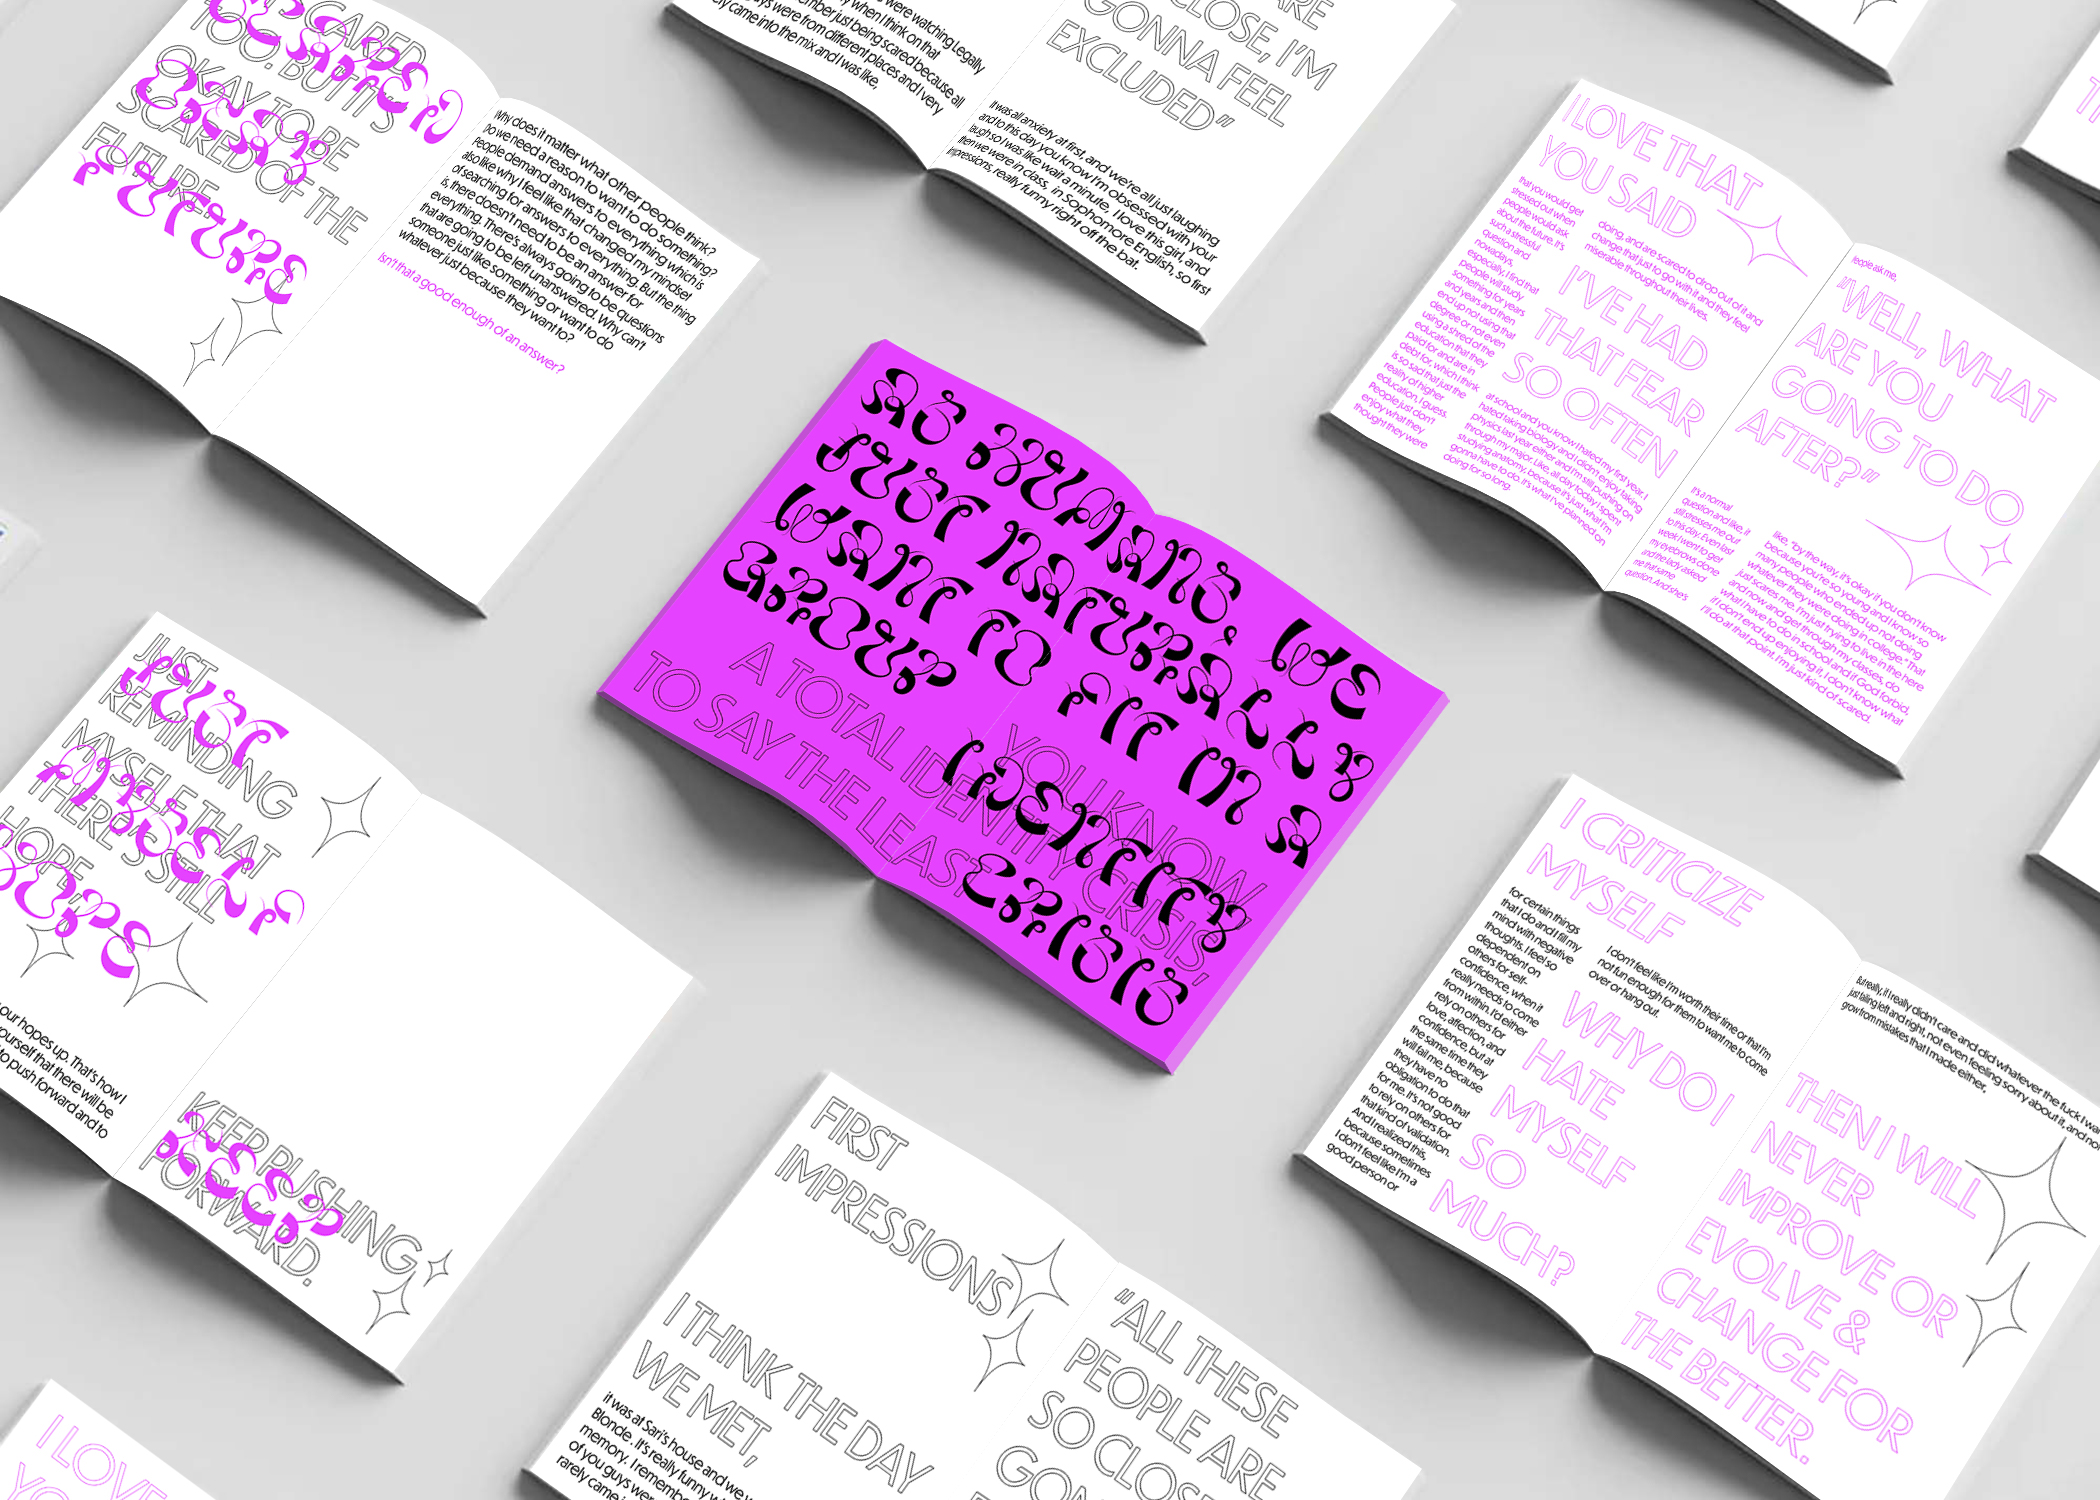 SCARED
TOO. BUT IT'S
OKAY TO BE
SCARED OF THE
FUTURE.
SCARED
FUTURE
Why does it matter what other people think?
Do we need a reason to want to do something?
People demand answers to everything which is
also like why I feel like that changed my mindset
of searching for answers to everything. But the thing
is, there doesn't need to be an answer for
everything. There's always going to be questions
that are going to be left unanswered. Why can't
someone just like something or want to do
whatever just because they want to?
Isn't that a good enough of an answer?
were watching Legally
when I think on that
ember just being scared because all
uys were from different places and I very
ely came into the mix and I was like,
ARE
CLOSE, I'M
GONNA FEEL
EXCLUDED"
It was all anxiety at first, and we're all just laughing
and to this day you know I'm obsessed with your
laugh so I was like wait a minute. I love this girl, and
then we were in class, in Sophomore English, so first
impressions, really funny right off the bat.
I LOVE THAT
YOU SAID
that you would get
stressed out when
people would ask
about the future. It's
such a stressful
question and
nowadays,
especially, I find that
people will study
something for years
and years and then
end up not using that
degree or not even
using a shred of the
education that they
paid for and are in
debt for, which I think
is so sad that just the
reality of higher
education, I guess.
People just don't
enjoy what they
thought they were
doing, and are scared to drop out of it and
change that just to go with it and they feel
miserable throughout their lives.
I'VE HAD
THAT FEAR
SO OFTEN
at school and you know I hated my first year, I
hated taking biology and I didn't enjoy taking
physics last year either and I'm still pushing on
through my major. Like, all day today I spent
studying anatomy, because it's just what I'm
gonna have to do. It's what I've planned on
doing for so long.
People ask me,
"WELL, WHAT
ARE YOU
GOING TO DO
AFTER?"
It's a normal
question and like, it
still stresses me out
to this day. Even last
week I went to get
my eyebrows done
and the lady asked
me that same
question. And she's
like, "by the way, it's okay if you don't know
because you're so young and I know so
many people who ended up not doing
whatever they were doing in college." That
just scares me. I'm just trying to live in the here
and now and get through my classes, do
what I have to do in school and if God forbid,
if I don't end up enjoying it, I don't know what
I'll do at that point. I'm just kind of scared.
AS HUMANS, WE
JUST NATURALLY
WANT TO FIT IN A
GROUP
YOU KNOW
A TOTAL IDENTITY CRISIS,
TO SAY THE LEAST
IDENTITY
CRISIS
JUST
REMINDING
MYSELF THAT
THERE'S STILL
HOPE
JUST
MYSELF
HOPE
our hopes up. That's how I
yourself that there will be
to push forward and to
KEEP PUSHING
FORWARD.
KEEP
I CRITICIZE
MYSELF
for certain things
that I do and I fill my
mind with negative
thoughts. I feel so
dependent on
others for self-
confidence, when it
really needs to come
from within. I'd either
rely on others for
love, affection, and
confidence, but at
the same time they
will fail me, because
they have no
obligation to do that
for me. It's not good
to rely on others for
that kind of validation.
And I realized this,
because sometimes
I don't feel like I'm a
good person or
I don't feel like I'm worth their time or that I'm
not fun enough for them to want me to come
over or hang out.
WHY DO I
HATE
MYSELF
SO
MUCH?
But really, if I really didn't care and did whatever the fuck I wa
just failing left and right, not even feeling sorry about it, and no
grow from mistakes that I made either,
THEN I WILL
NEVER
IMPROVE OR
EVOLVE &
CHANGE FOR
THE BETTER.
FIRST
IMPRESSIONS
I THINK THE DAY
WE MET,
it was at Sari's house and we w
Blonde. It's really funny w
memory. I rememb
of you guys wer
rarely came i
"ALL THESE
PEOPLE ARE
SO CLOS
GON
I LOVE
YO